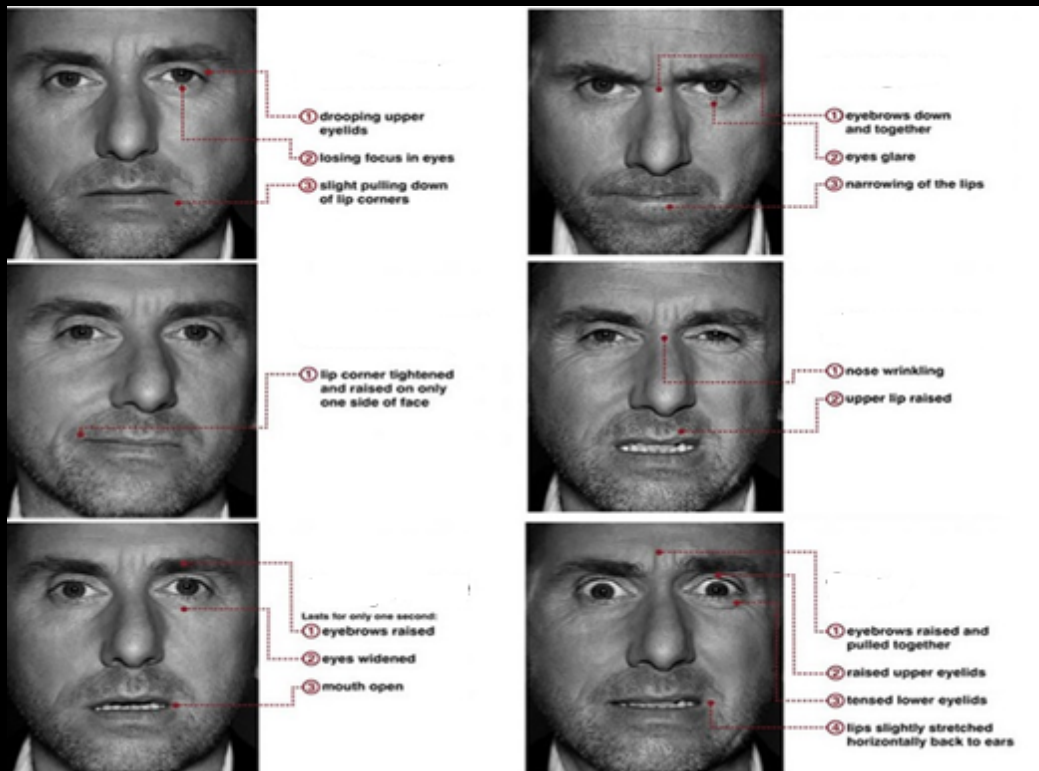 ① drooping upper
eyelids
② losing focus in eyes
③ slight pulling down
of lip corners
① eyebrows down
and together
② eyes glare
③ narrowing of the lips
① lip corner tightened
and raised on only
one side of face
① nose wrinkling
② upper lip raised
Lasts for only one second:
① eyebrows raised
② eyes widened
③ mouth open
① eyebrows raised and
pulled together
② raised upper eyelids
③ tensed lower eyelids
④ lips slightly stretched
horizontally back to ears